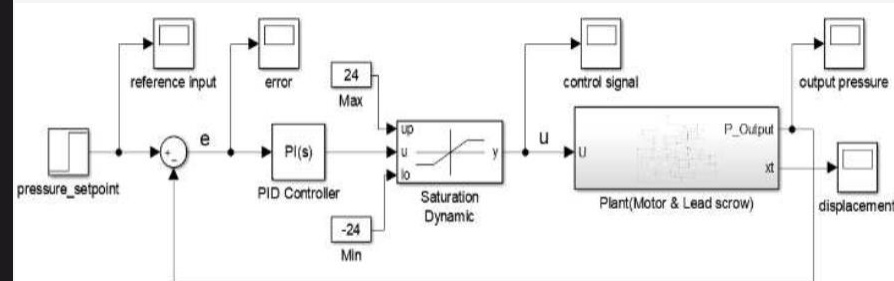 reference input
error
24
Max
control signal
output pressure
pressure_setpoint
+
-
e
PI(s)
PID Controller
up
u
lo
y
Saturation
Dynamic
-24
Min
u
U
P_Output
xt
Plant(Motor & Lead scrow)
displacement